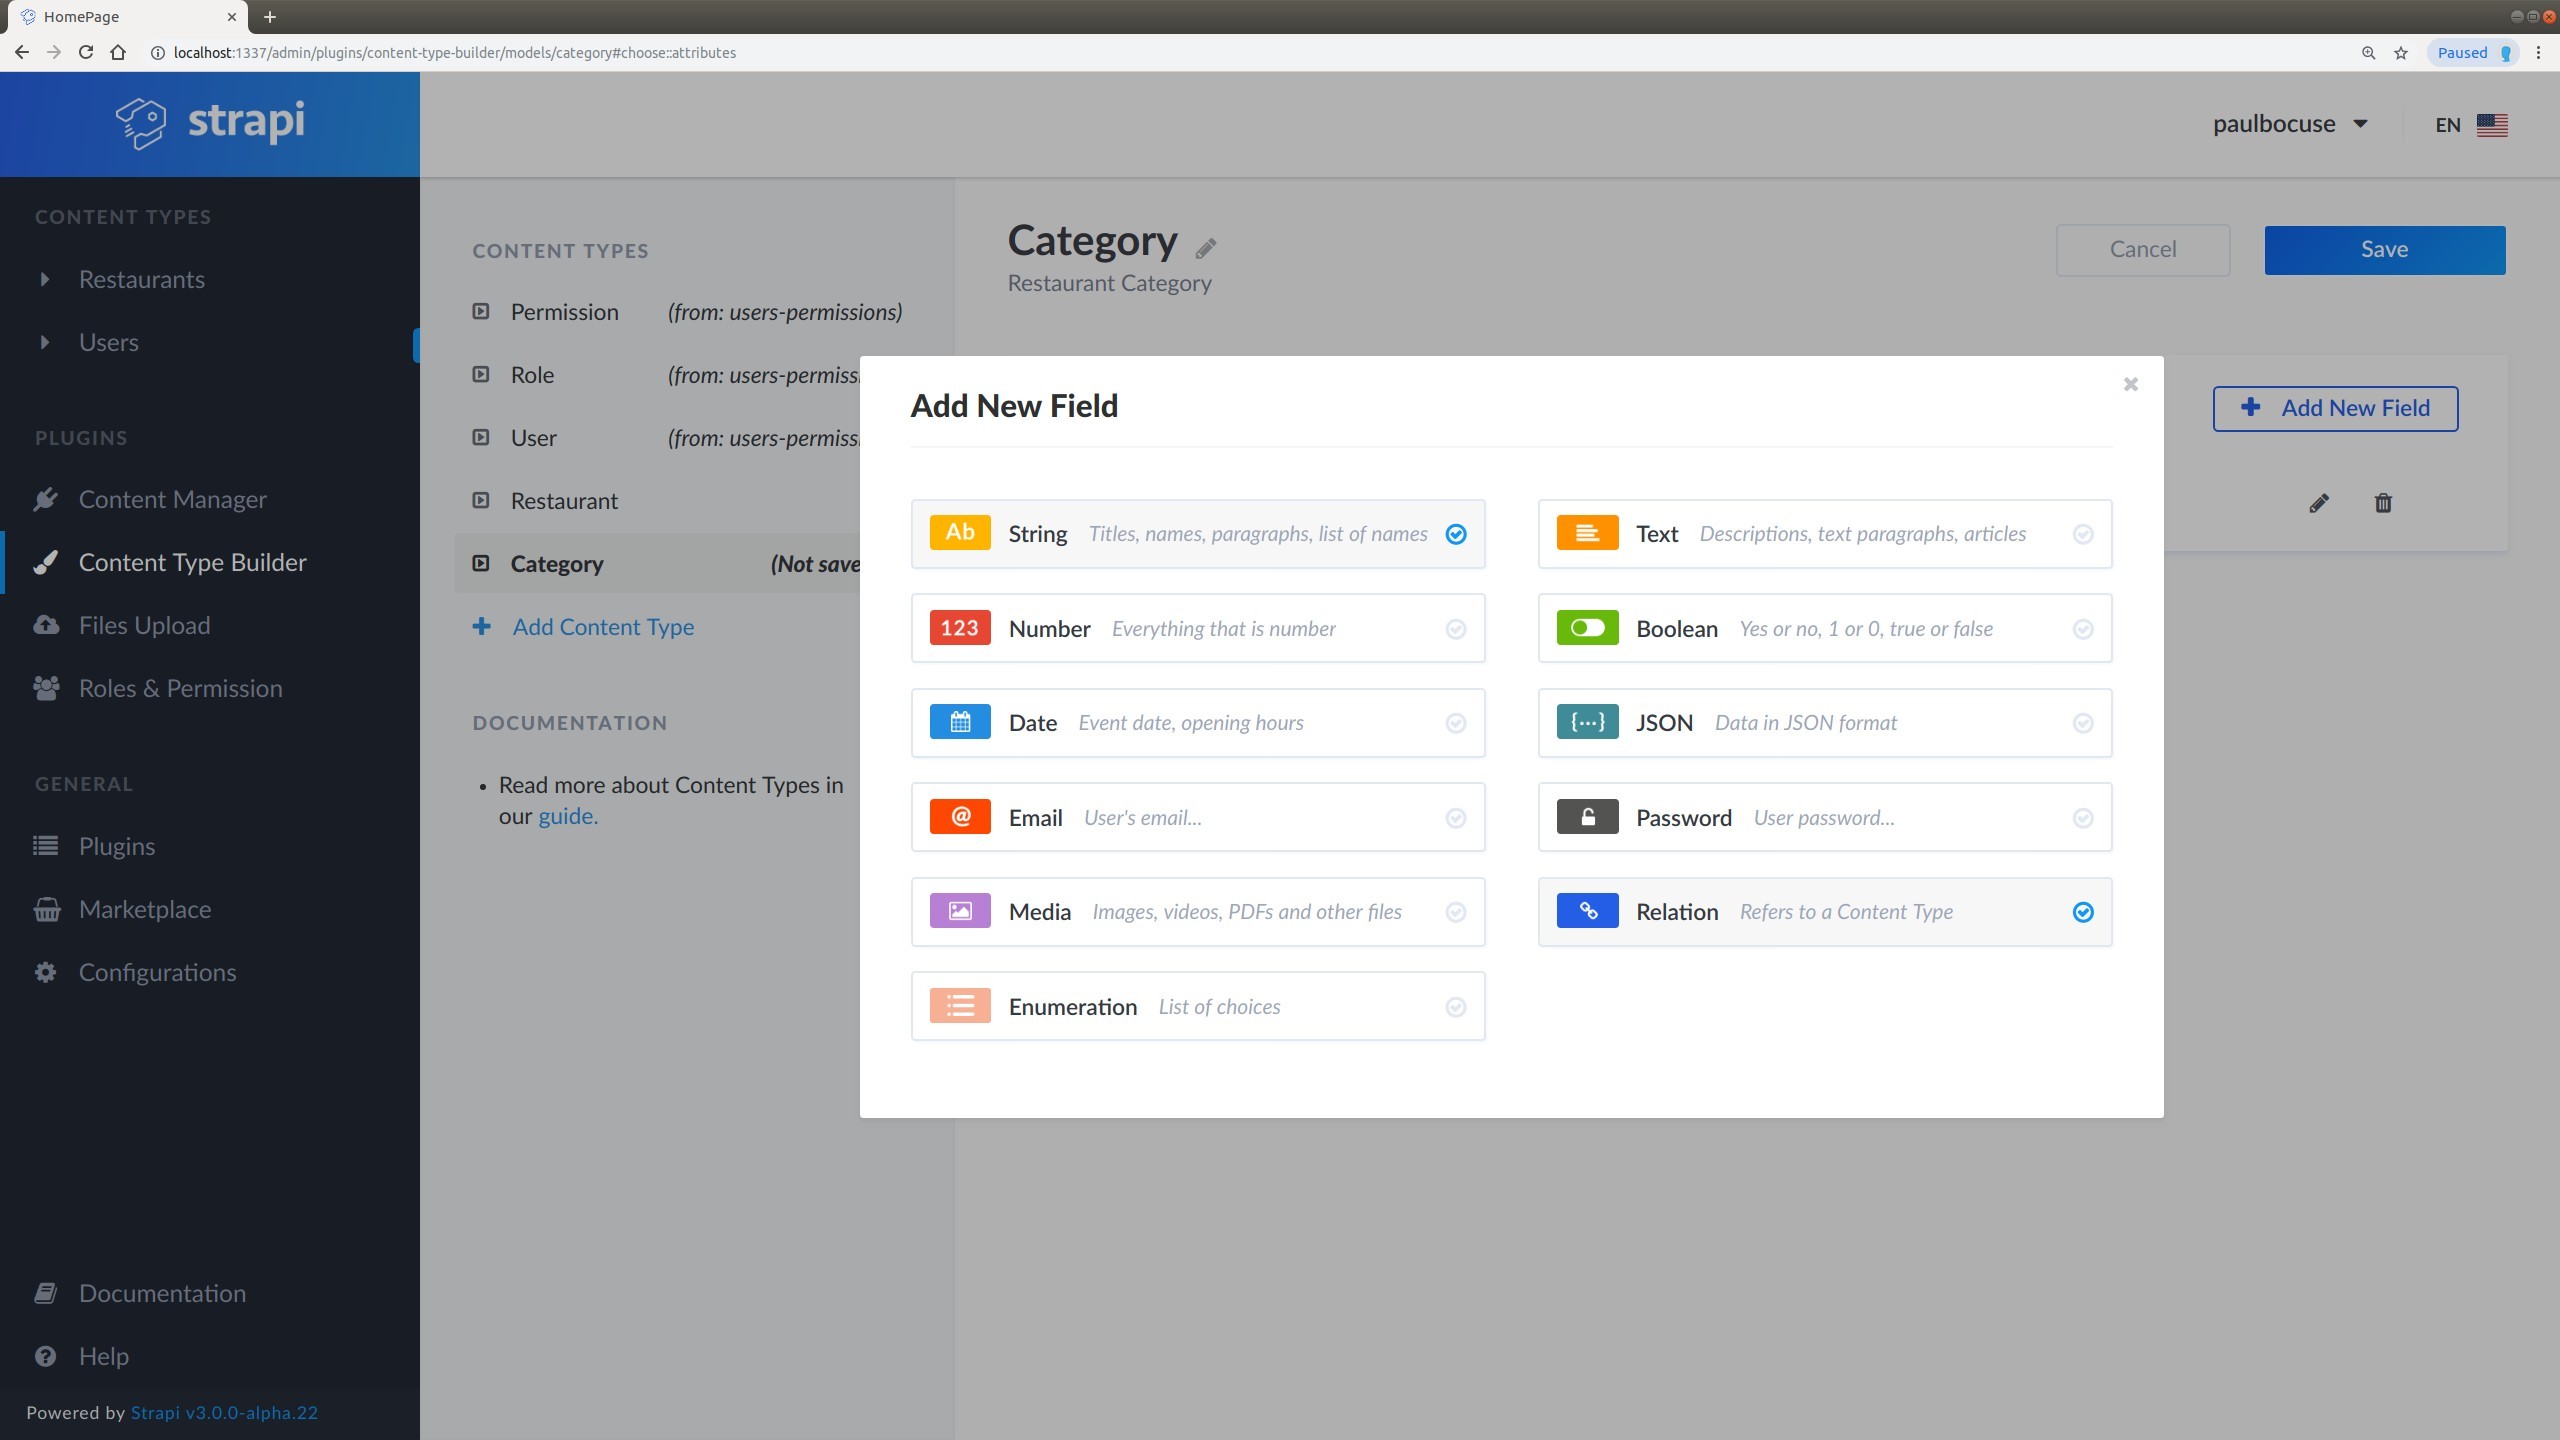 HomePage
localhost:1337/admin/plugins/content-type-builder/models/category#choose::attributes
Paused
strapi
paulbocuse
EN
CONTENT TYPES
Restaurants
Users
PLUGINS
Content Manager
Content Type Builder
Files Upload
Roles & Permission
GENERAL
Plugins
Marketplace
Configurations
Documentation
Help
Powered by Strapi v3.0.0-alpha.22
CONTENT TYPES
Permission (from: users-permissions)
Role (from: users-permiss
User (from: users-permiss
Restaurant
Category (Not save
Add Content Type
DOCUMENTATION
Read more about Content Types in
our guide.
Category
Restaurant Category
Cancel
Save
Add New Field
Add New Field
Ab String Titles, names, paragraphs, list of names
Text Descriptions, text paragraphs, articles
123 Number Everything that is number
Boolean Yes or no, 1 or 0, true or false
Date Event date, opening hours
{...} JSON Data in JSON format
@ Email User's email...
Password User password...
Media Images, videos, PDFs and other files
Relation Refers to a Content Type
Enumeration List of choices